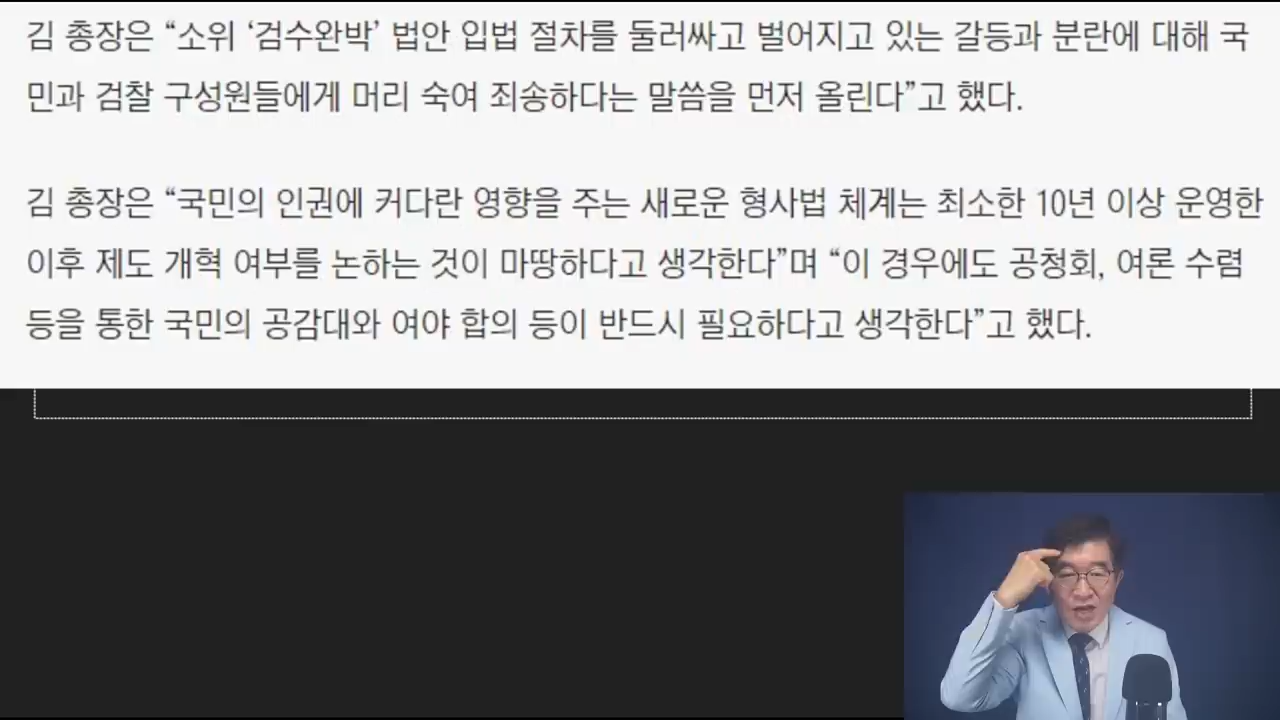 김 총장은 “소위 ‘검수완박’ 법안 입법 절차를 둘러싸고 벌어지고 있는 갈등과 분란에 대해 국
민과 검찰 구성원들에게 머리 숙여 죄송하다는 말씀을 먼저 올린다”고 했다.
김 총장은 “국민의 인권에 커다란 영향을 주는 새로운 형사법 체계는 최소한 10년 이상 운영한
이후 제도 개혁 여부를 논하는 것이 마땅하다고 생각한다”며 “이 경우에도 공청회, 여론 수렴
등을 통한 국민의 공감대와 여야 합의 등이 반드시 필요하다고 생각한다”고 했다.